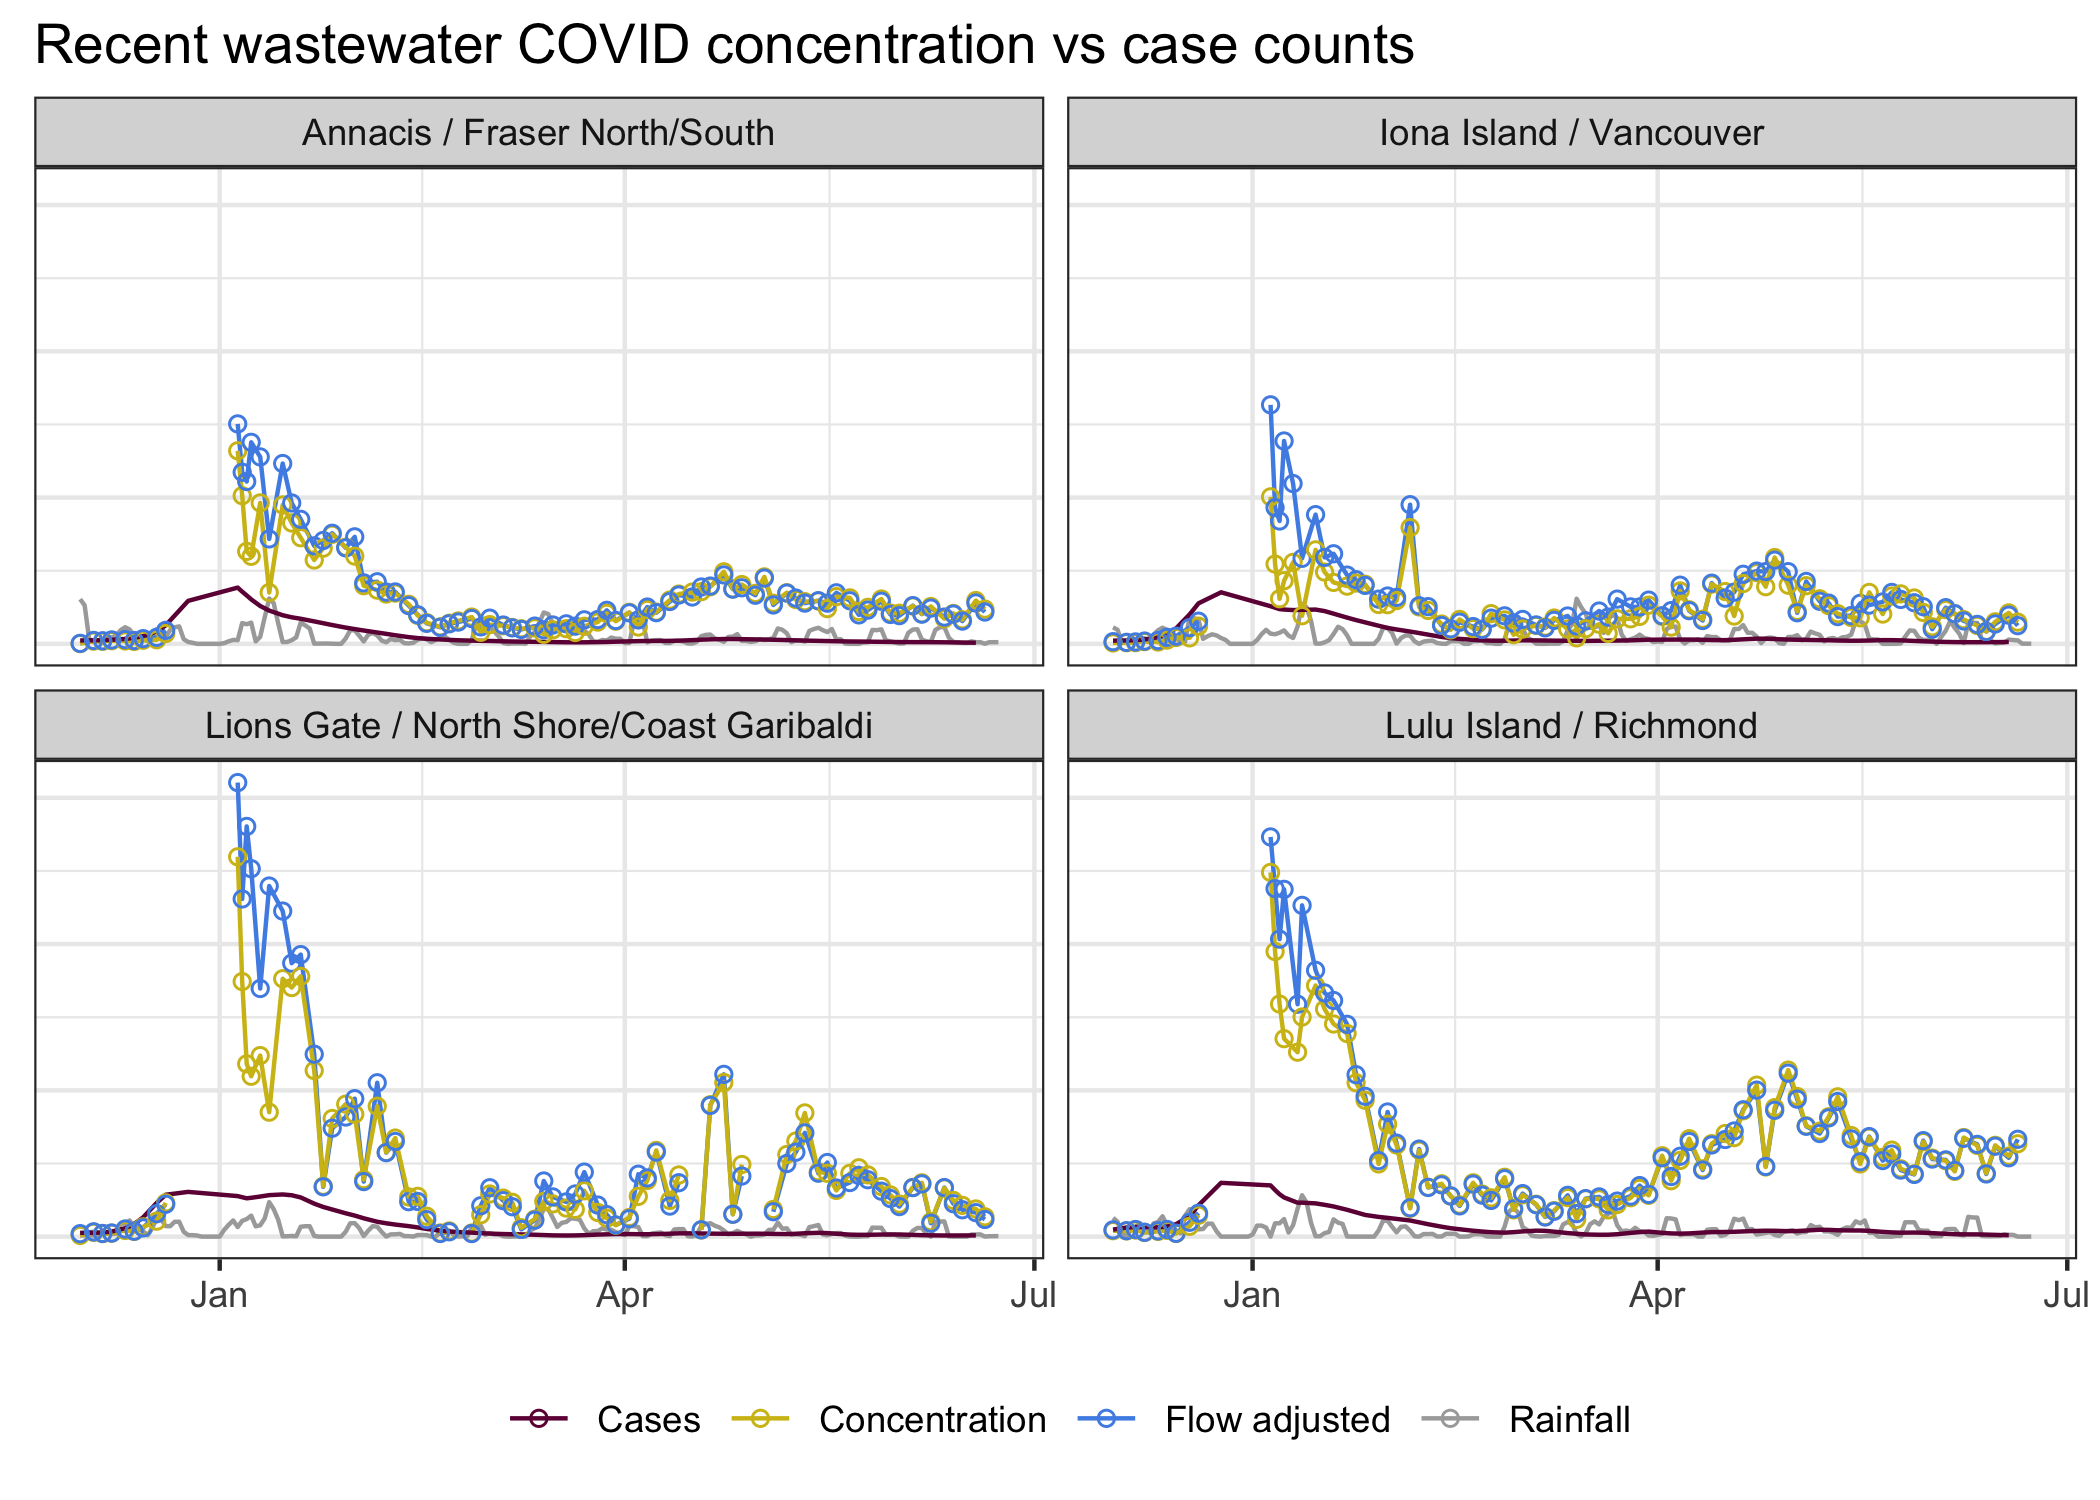 Recent wastewater COVID concentration vs case counts
Annacis / Fraser North/South
Iona Island / Vancouver
Lions Gate / North Shore/Coast Garibaldi
Lulu Island / Richmond
Jan Apr Jul Jan Apr Jul
Cases Concentration Flow adjusted Rainfall